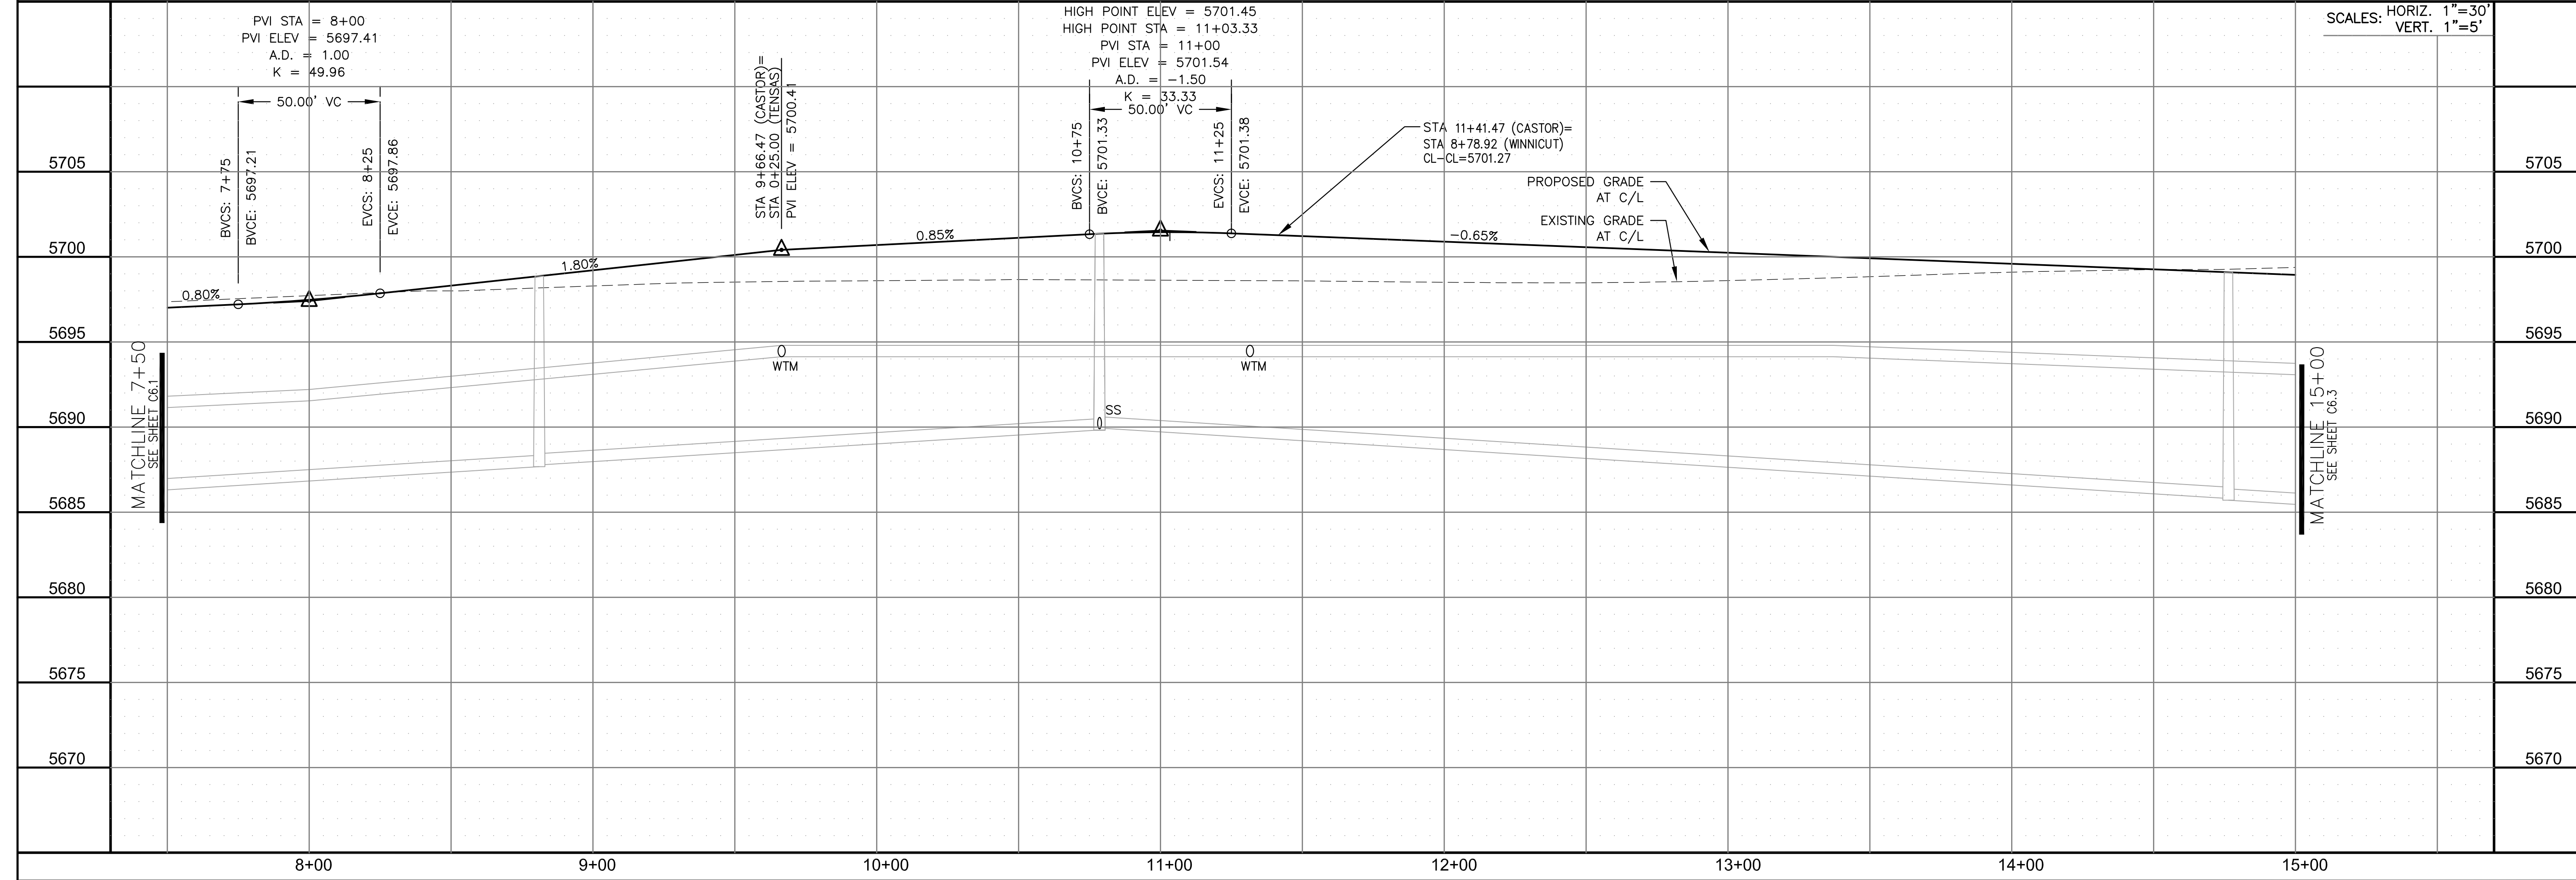 PVI STA = 8+00
PVI ELEV = 5697.41
A.D. = 1.00
K = 49.96
50.00' VC
BVCS: 7+75
BVCE: 5697.21
EVCS: 8+25
EVCE: 5697.86
STA 9+66.47 (CASTOR)=
STA 0+25.00 (TENSAS)
PVI ELEV = 5700.41
HIGH POINT ELEV = 5701.45
HIGH POINT STA = 11+03.33
PVI STA = 11+00
PVI ELEV = 5701.54
A.D. = -1.50
K = 33.33
50.00' VC
BVCS: 10+75
BVCE: 5701.33
EVCS: 11+25
EVCE: 5701.38
STA 11+41.47 (CASTOR)=
STA 8+78.92 (WINNICUT)
CL-CL=5701.27
PROPOSED GRADE
AT C/L
EXISTING GRADE
AT C/L
SCALES: HORIZ. 1"=30'
VERT. 1"=5'
0.80%
1.80%
0.85%
-0.65%
WTM
WTM
SS
MATCHLINE 7+50
SEE SHEET C6.1
MATCHLINE 15+00
SEE SHEET C6.3
5705
5700
5695
5690
5685
5680
5675
5670
5705
5700
5695
5690
5685
5680
5675
5670
8+00
9+00
10+00
11+00
12+00
13+00
14+00
15+00